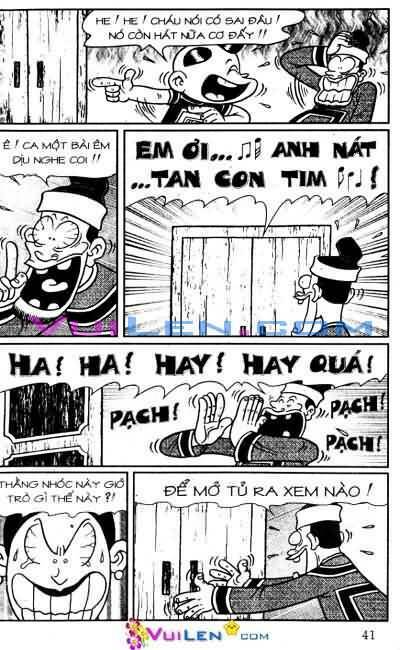 HE! HE! CHÁU NÓI CÓ SAI ĐÂU!
NÓ CÒN HÁT NỮA CƠ ĐẤY!!
Ê! CA MỘT BÀI ÊM
DỊU NGHE COI!!
EM ƠI... ANH NÁT
...TAN CON TIM !
HA! HA! HAY! HAY QUÁ!
PẠCH!
PẠCH!
PẠCH!
THẰNG NHÓC NÀY GIỞ
TRÒ GÌ THẾ NÀY?!
ĐỂ MỞ TỦ RA XEM NÀO!
VUILEN.COM
41
VUILEN.COM